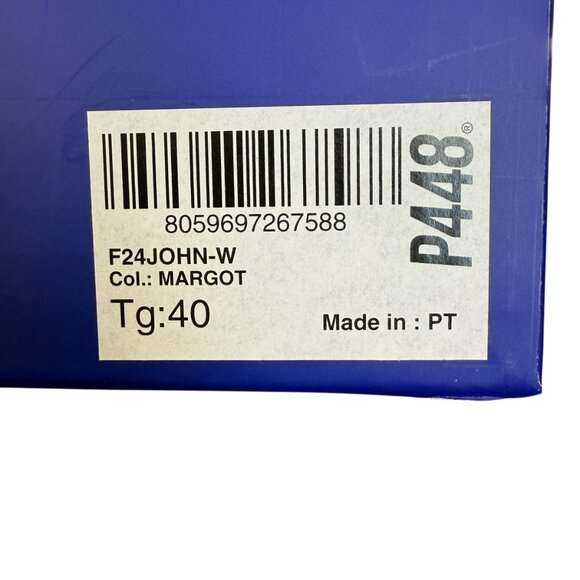 8059697267588
F24JOHN-W
Col.: MARGOT
Tg:40
Made in : PT
P448®